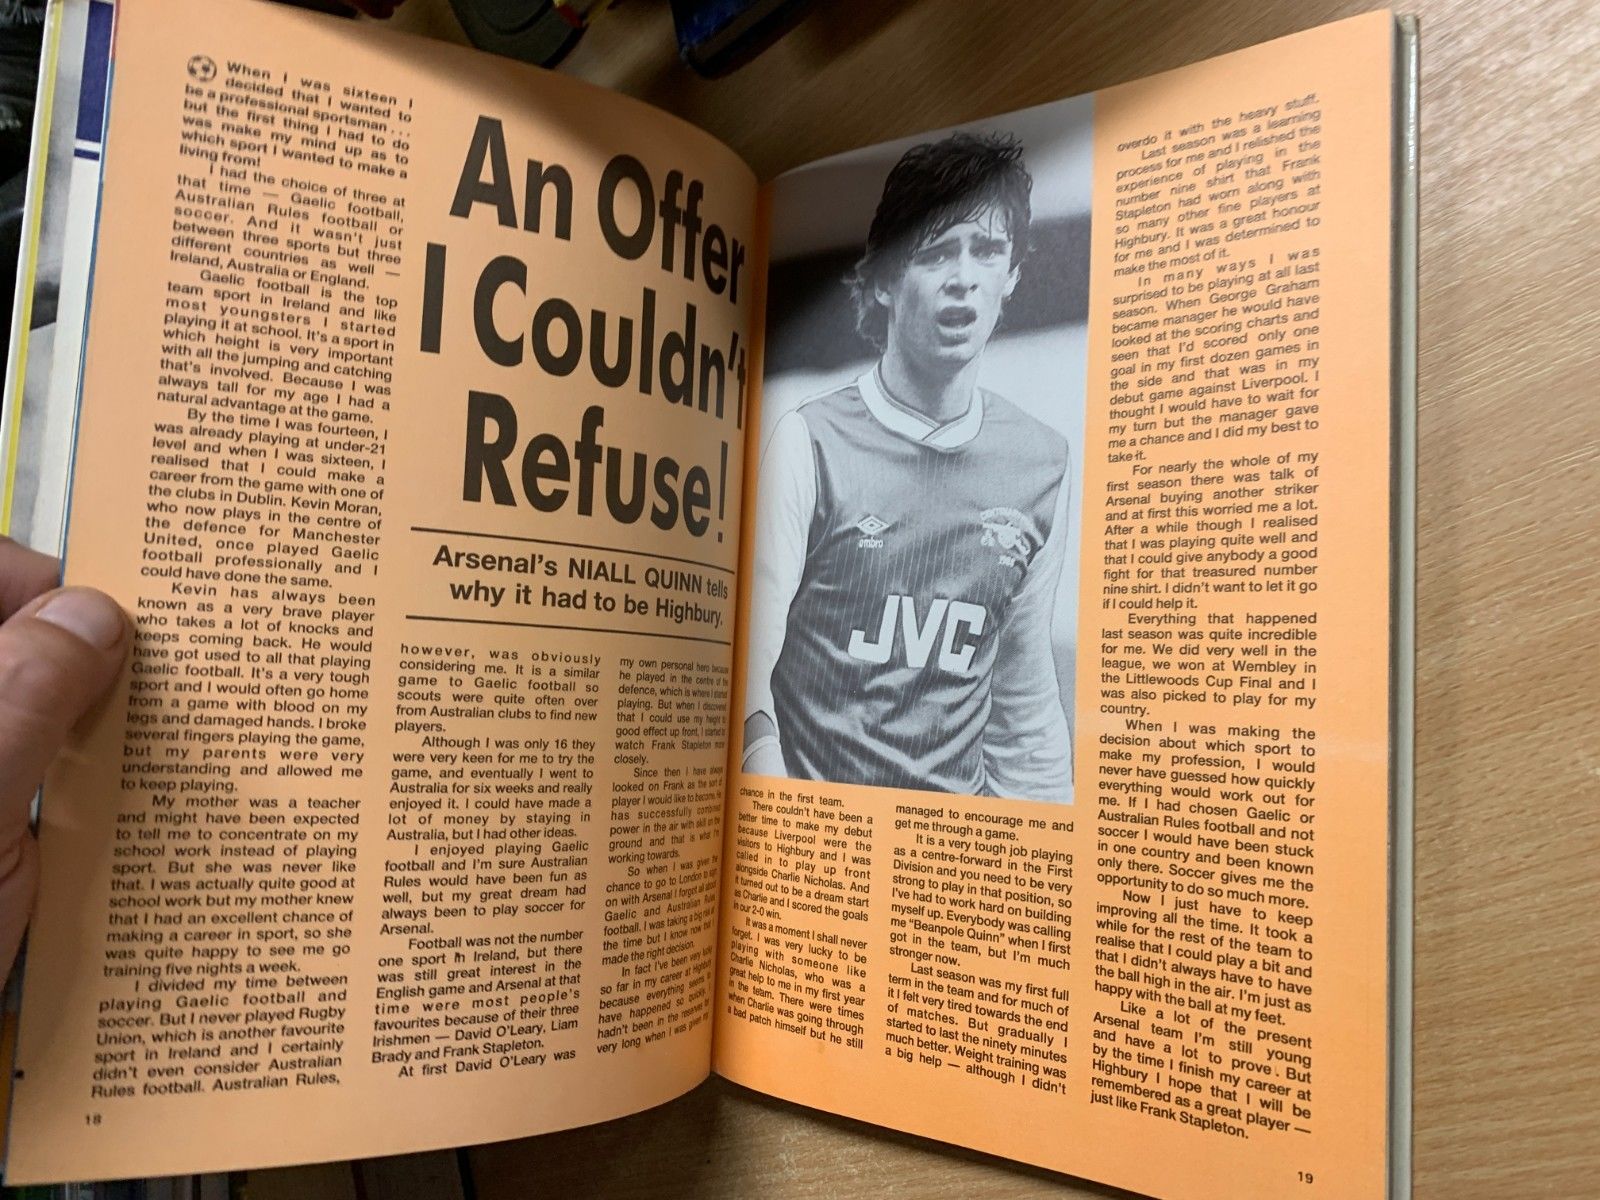 When I was sixteen I
decided that I wanted to
be a professional sportsman . . .
but the first thing I had to do
was make my mind up as to
which sport I wanted to make a
living from!
I had the choice of three at
that time — Gaelic football,
Australian Rules football or
soccer. And it wasn't just
between three sports but three
different countries as well —
Ireland, Australia or England.
Gaelic football is the top
team sport in Ireland and like
most youngsters I started
playing it at school. It's a sport in
which height is very important
with all the jumping and catching
that's involved. Because I was
always tall for my age I had a
natural advantage at the game.
By the time I was fourteen, I
was already playing at under-21
level and when I was sixteen, I
realised that I could make a
career from the game with one of
the clubs in Dublin. Kevin Moran,
who now plays in the centre of
the defence for Manchester
United, once played Gaelic
football professionally and I
could have done the same.
Kevin has always been
known as a very brave player
who takes a lot of knocks and
keeps coming back. He would
have got used to all that playing
Gaelic football. It's a very tough
sport and I would often go home
from a game with blood on my
legs and damaged hands. I broke
several fingers playing the game,
but my parents were very
understanding and allowed me
to keep playing.
My mother was a teacher
and might have been expected
to tell me to concentrate on my
school work instead of playing
sport. But she was never like
that. I was actually quite good at
school work but my mother knew
that I had an excellent chance of
making a career in sport, so she
was quite happy to see me go
training five nights a week.
I divided my time between
playing Gaelic football and
soccer. But I never played Rugby
Union, which is another favourite
sport in Ireland and I certainly
didn't even consider Australian
Rules football. Australian Rules,
18
An Offer
I Couldn't
Refuse!
Arsenal's NIALL QUINN tells
why it had to be Highbury.
however, was obviously
considering me. It is a similar
game to Gaelic football so
scouts were quite often over
from Australian clubs to find new
players.
Although I was only 16 they
were very keen for me to try the
game, and eventually I went to
Australia for six weeks and really
enjoyed it. I could have made a
lot of money by staying in
Australia, but I had other ideas.
I enjoyed playing Gaelic
football and I'm sure Australian
Rules would have been fun as
well, but my great dream had
always been to play soccer for
Arsenal.
Football was not the number
one sport in Ireland, but there
was still great interest in the
English game and Arsenal at that
time were most people's
favourites because of their three
Irishmen — David O'Leary, Liam
Brady and Frank Stapleton.
At first David O'Leary was
my own personal hero because
he played in the centre of the
defence, which is where I started
playing. But when I discovered
that I could use my height to
good effect up front, I started to
watch Frank Stapleton more
closely.
Since then I have always
looked on Frank as the sort of
player I would like to become. He
has successfully combined
power in the air with skill on the
ground and that is what I'm
working towards.
So when I was given the
chance to go to London to sign
on with Arsenal I forgot all about
Gaelic and Australian Rules
football. I was taking a big risk at
the time but I know now that I
made the right decision.
In fact I've been very lucky
so far in my career at Highbury
because everything seems to
have happened so quickly. I
hadn't been in the reserves for
very long when I was given my
umbro
JVC
chance in the first team.
There couldn't have been a
better time to make my debut
because Liverpool were the
visitors to Highbury and I was
called in to play up front
alongside Charlie Nicholas. And
it turned out to be a dream start
as Charlie and I scored the goals
in our 2-0 win.
It was a moment I shall never
forget. I was very lucky to be
playing with someone like
Charlie Nicholas, who was a
great help to me in my first year
in the team. There were times
when Charlie was going through
a bad patch himself but he still
managed to encourage me and
get me through a game.
It is a very tough job playing
as a centre-forward in the First
Division and you need to be very
strong to play in that position, so
I've had to work hard on building
myself up. Everybody was calling
me "Beanpole Quinn" when I first
got in the team, but I'm much
stronger now.
Last season was my first full
term in the team and for much of
it I felt very tired towards the end
of matches. But gradually I
started to last the ninety minutes
much better. Weight training was
a big help — although I didn't
overdo it with the heavy stuff.
Last season was a learning
process for me and I relished the
experience of playing in the
number nine shirt that Frank
Stapleton had worn along with
so many other fine players at
Highbury. It was a great honour
for me and I was determined to
make the most of it.
In many ways I was
surprised to be playing at all last
season. When George Graham
became manager he would have
looked at the scoring charts and
seen that I'd scored only one
goal in my first dozen games in
the side and that was in my
debut game against Liverpool. I
thought I would have to wait for
my turn but the manager gave
me a chance and I did my best to
take it.
For nearly the whole of my
first season there was talk of
Arsenal buying another striker
and at first this worried me a lot.
After a while though I realised
that I was playing quite well and
that I could give anybody a good
fight for that treasured number
nine shirt. I didn't want to let it go
if I could help it.
Everything that happened
last season was quite incredible
for me. We did very well in the
league, we won at Wembley in
the Littlewoods Cup Final and I
was also picked to play for my
country.
When I was making the
decision about which sport to
make my profession, I would
never have guessed how quickly
everything would work out for
me. If I had chosen Gaelic or
Australian Rules football and not
soccer I would have been stuck
in one country and been known
only there. Soccer gives me the
opportunity to do so much more.
Now I just have to keep
improving all the time. It took a
while for the rest of the team to
realise that I could play a bit and
that I didn't always have to have
the ball high in the air. I'm just as
happy with the ball at my feet.
Like a lot of the present
Arsenal team I'm still young
and have a lot to prove. But
by the time I finish my career at
Highbury I hope that I will be
remembered as a great player —
just like Frank Stapleton.
19